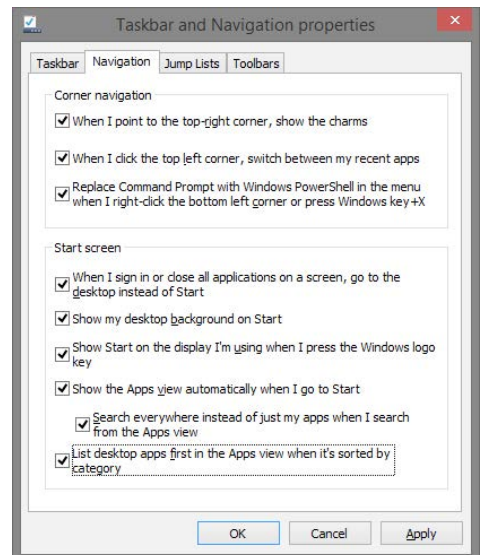 Taskbar and Navigation properties
Taskbar Navigation Jump Lists Toolbars
Corner navigation
When I point to the top-right corner, show the charms
When I click the top left corner, switch between my recent apps
Replace Command Prompt with Windows PowerShell in the menu
when I right-click the bottom left corner or press Windows key+X
Start screen
When I sign in or close all applications on a screen, go to the
desktop instead of Start
Show my desktop background on Start
Show Start on the display I'm using when I press the Windows logo
key
Show the Apps view automatically when I go to Start
Search everywhere instead of just my apps when I search
from the Apps view
List desktop apps first in the Apps view when it's sorted by
category
OK Cancel Apply